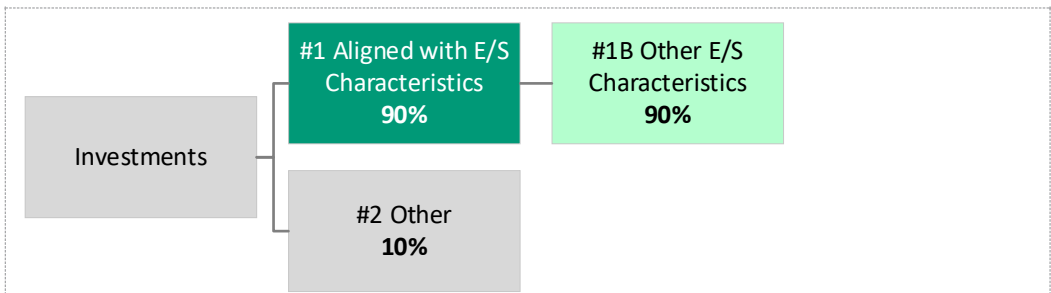 Investments
#1 Aligned with E/S
Characteristics
90%
#1B Other E/S
Characteristics
90%
#2 Other
10%